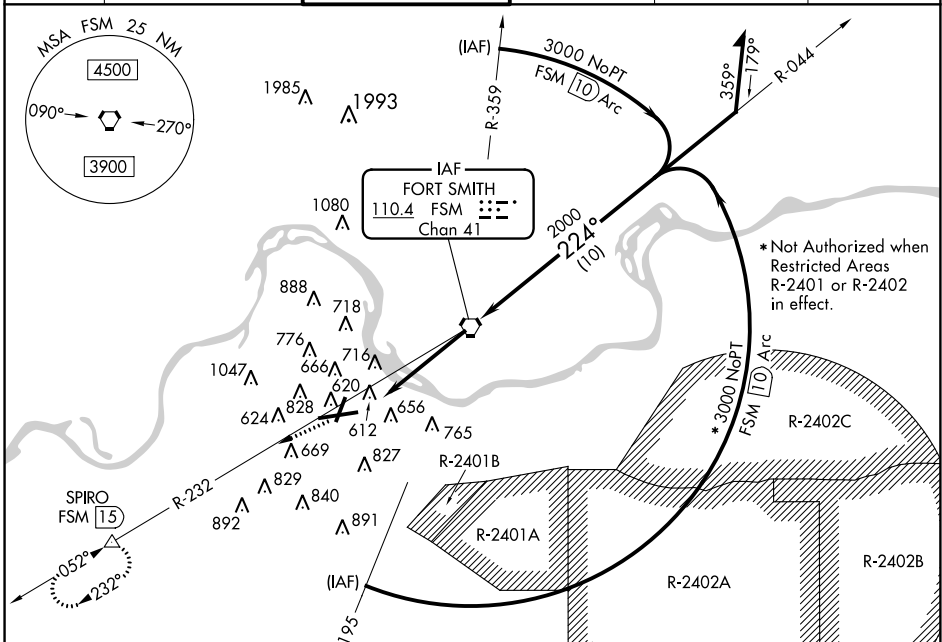 MSA FSM 25 NM
4500
090°
270°
3900
1985
1993
(IAF)
3000 NoPT
FSM 10 Arc
R-359
359°
179°
R-044
IAF
FORT SMITH
110.4 FSM
Chan 41
1080
2000
224°
(10)
* Not Authorized when
Restricted Areas
R-2401 or R-2402
in effect.
888
718
776
716
666
1047
620
624
828
612
656
765
669
827
829
840
892
891
* 3000 NoPT
FSM 10 Arc
R-2402C
R-2401B
R-2401A
R-2402A
R-2402B
R-232
SPIRO
FSM 15
052°
232°
(IAF)
195